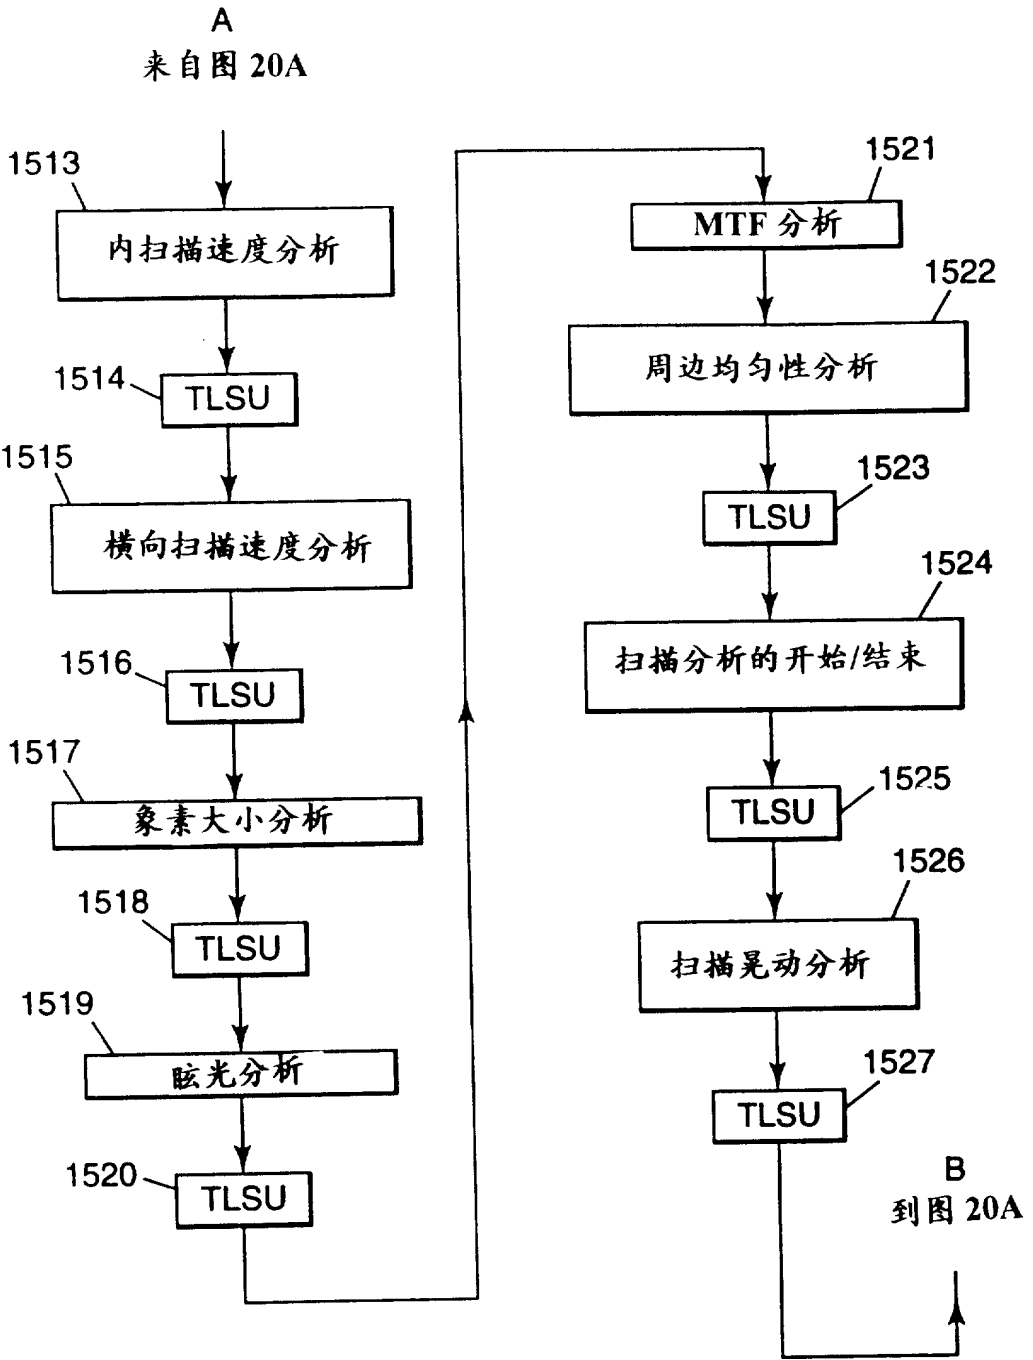 A
来自图 20A
1513
内扫描速度分析
1514
TLSU
1515
横向扫描速度分析
1516
TLSU
1517
象素大小分析
1518
TLSU
1519
眩光分析
1520
TLSU
1521
MTF 分析
1522
周边均匀性分析
1523
TLSU
1524
扫描分析的开始/结束
1525
TLSU
1526
扫描晃动分析
1527
TLSU
B
到图 20A